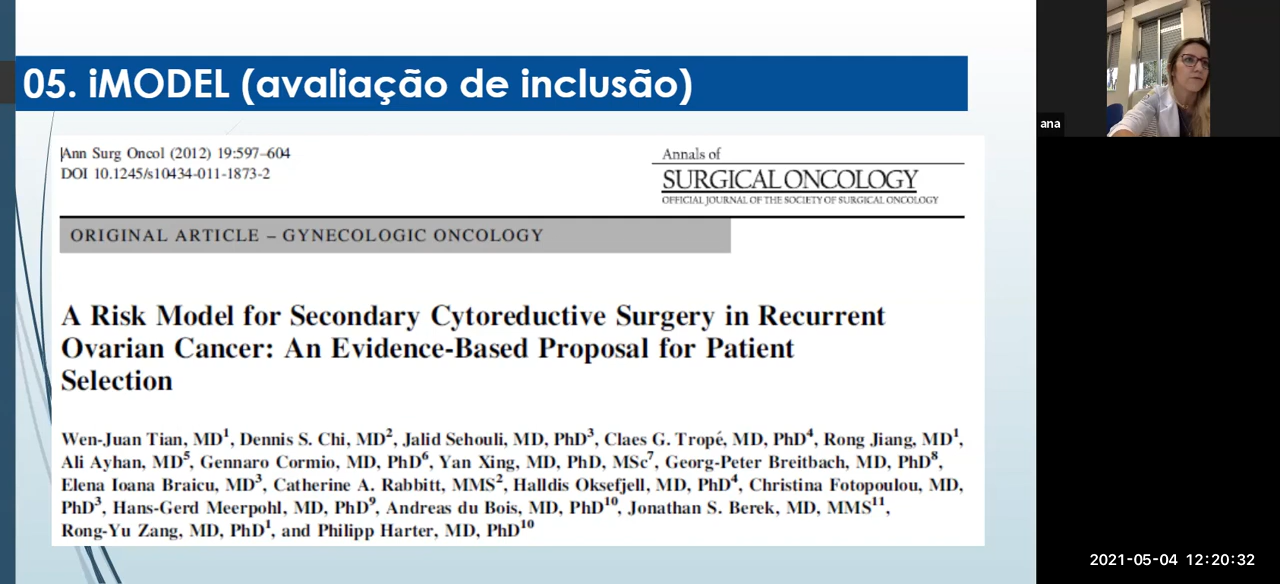 05. iMODEL (avaliação de inclusão)
Ann Surg Oncol (2012) 19:597–604
DOI 10.1245/s10434-011-1873-2
Annals of
SURGICAL ONCOLOGY
OFFICIAL JOURNAL OF THE SOCIETY OF SURGICAL ONCOLOGY
ORIGINAL ARTICLE – GYNECOLOGIC ONCOLOGY
A Risk Model for Secondary Cytoreductive Surgery in Recurrent
Ovarian Cancer: An Evidence-Based Proposal for Patient
Selection
Wen-Juan Tian, MD1, Dennis S. Chi, MD2, Jalid Sehouli, MD, PhD3, Claes G. Tropé, MD, PhD4, Rong Jiang, MD1,
Ali Ayhan, MD5, Gennaro Cormio, MD, PhD6, Yan Xing, MD, PhD, MSc7, Georg-Peter Breitbach, MD, PhD8,
Elena Ioana Braicu, MD3, Catherine A. Rabbitt, MMS2, Halldis Oksefjell, MD, PhD4, Christina Fotopoulou, MD,
PhD3, Hans-Gerd Meerpohl, MD, PhD9, Andreas du Bois, MD, PhD10, Jonathan S. Berek, MD, MMS11,
Rong-Yu Zang, MD, PhD1, and Philipp Harter, MD, PhD10
ana
2021-05-04 12:20:32